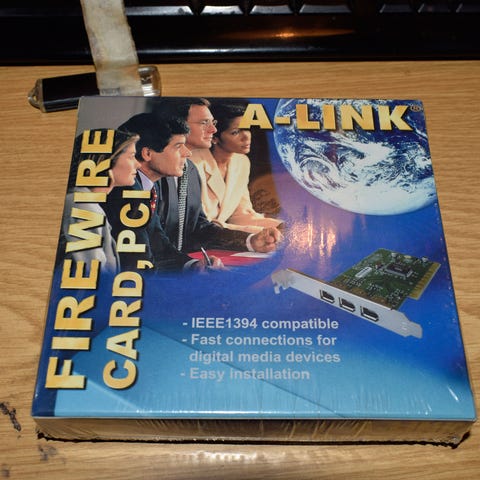 A-LINK®
FIREWIRE
CARD, PCI
- IEEE1394 compatible
- Fast connections for
digital media devices
- Easy installation